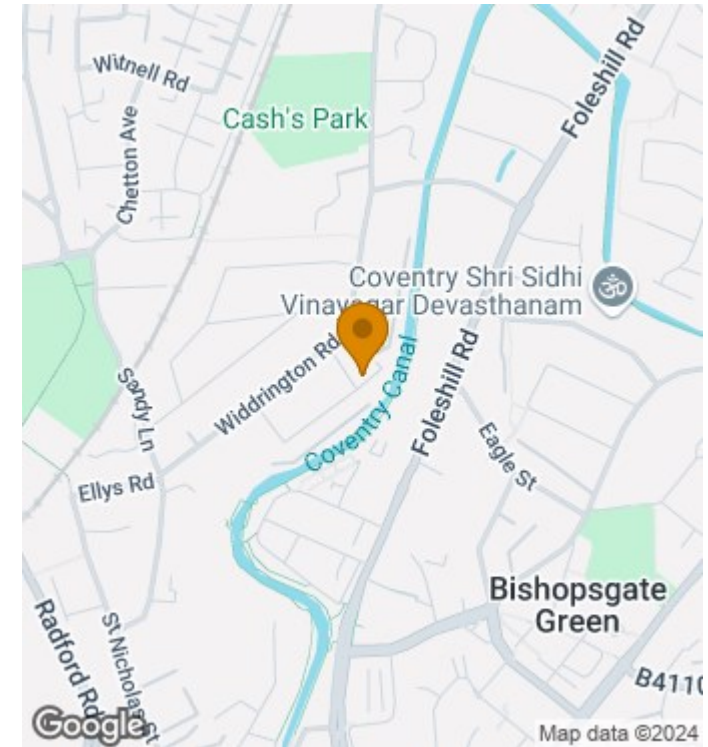 Witnell Rd
Foleshill Rd
Chetton Ave
Cash's Park
Coventry Shri Sidhi
Vinayagar Devasthanam
Widdrington Rd
Sandy Ln
Coventry Canal
Foleshill Rd
Eagle St
Ellys Rd
Bishopsgate
Green
Radford Rd
St Nicholas St
B4110
Google
Map data ©2024